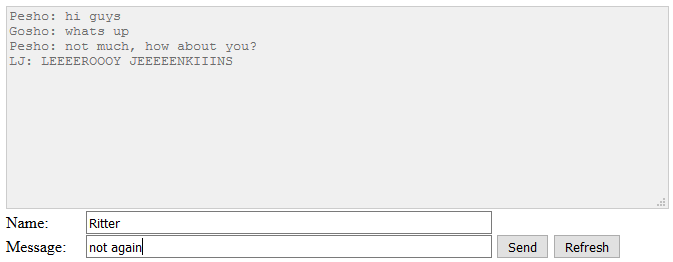 Pesho: hi guys
Gosho: whats up
Pesho: not much, how about you?
LJ: LEEEEROOOY JEEEEENKIIINS
Name: Ritter
Message: not again Send Refresh